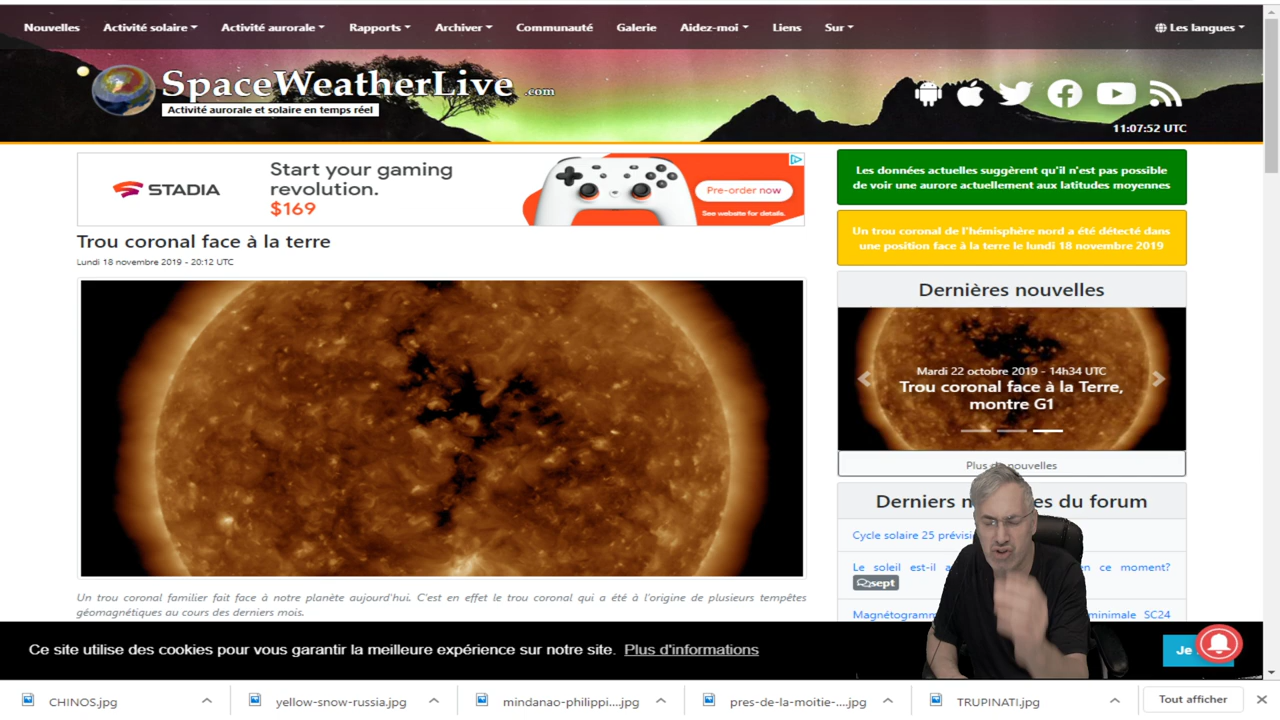 Nouvelles Activité solaire Activité aurorale Rapports Archiver Communauté Galerie Aidez-moi Liens Sur Les langues
SpaceWeatherLive .com
Activité aurorale et solaire en temps réel
11:07:52 UTC
STADIA
Start your gaming
revolution.
$169
Pre-order now
See website for details.
Trou coronal face à la terre
Lundi 18 novembre 2019 - 20:12 UTC
Un trou coronal familier fait face à notre planète aujourd'hui. C'est en effet le trou coronal qui a été à l'origine de plusieurs tempêtes
géomagnétiques au cours des derniers mois.
Les données actuelles suggèrent qu'il n'est pas possible
de voir une aurore actuellement aux latitudes moyennes
Un trou coronal de l'hémisphère nord a été détecté dans
une position face à la terre le lundi 18 novembre 2019
Dernières nouvelles
Mardi 22 octobre 2019 - 14h34 UTC
Trou coronal face à la Terre,
montre G1
Plus nouvelles
Derniers du forum
Cycle solaire 25
Le soleil est-il en ce moment?
sept
minimale SC24
Ce site utilise des cookies pour vous garantir la meilleure expérience sur notre site. Plus d'informations
Je
CHINOS.jpg yellow-snow-russia.jpg mindanao-philippi....jpg pres-de-la-moitie-....jpg TRUPINATI.jpg Tout afficher